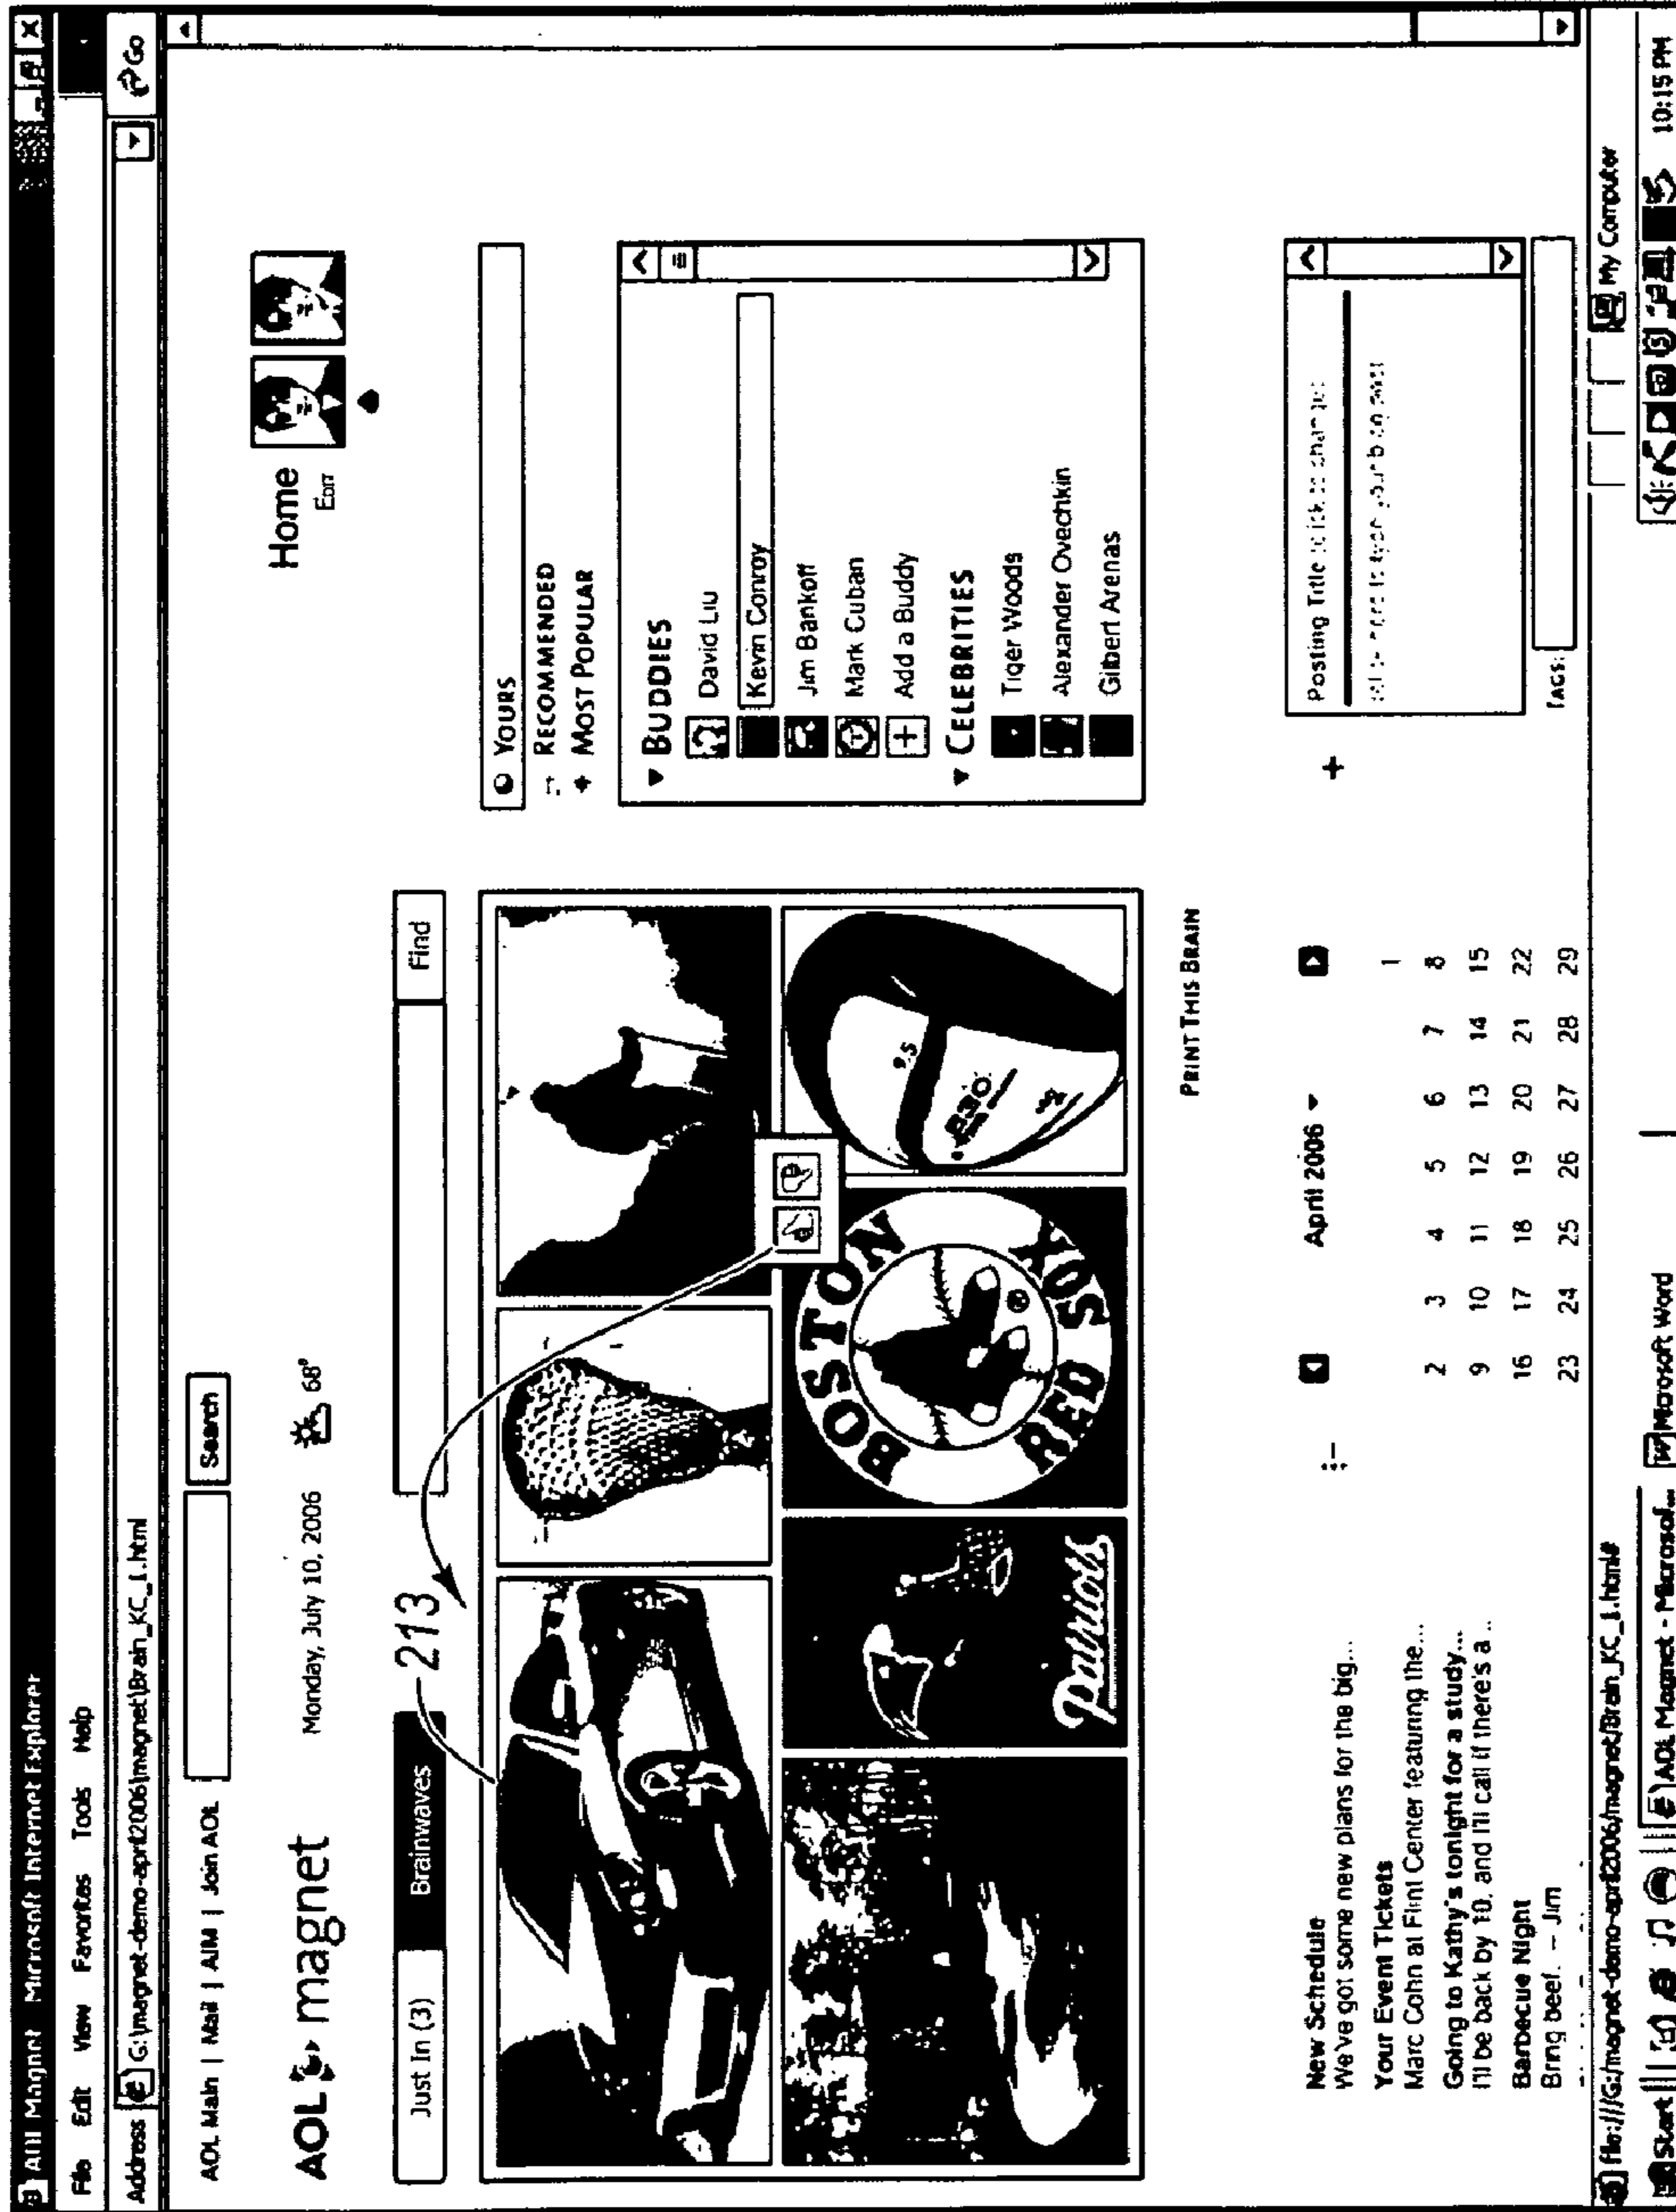 AOL Magnet Microsoft Internet Explorer
File Edit View Favorites Tools Help
Address G:\magnet-demo-april2006\magnet\Brain_KC_1.html Go
AOL Main | Mail | AIM | Join AOL Search
AOL magnet Monday, July 10, 2006 68° Home
EDIT
Just In (3) Brainwaves 213 Find
YOURS
RECOMMENDED
MOST POPULAR
BUDDIES
David Liu
Kevin Conroy
Jim Bankoff
Mark Cuban
Add a Buddy
CELEBRITIES
Tiger Woods
Alexander Ovechkin
Gilbert Arenas
Patriots
BOSTON RED SOX
PRINT THIS BRAIN
New Schedule
We've got some new plans for the big...
Your Event Tickets
Marc Cohn at Flint Center featuring the...
Going to Kathy's tonight for a study...
I'll be back by 10, and I'll call if there's a ..
Barbecue Night
Bring beef. – Jim
April 2006
1
2 3 4 5 6 7 8
9 10 11 12 13 14 15
16 17 18 19 20 21 22
23 24 25 26 27 28 29
Posting Title
TAGS:
file:///G:/magnet-demo-april2006/magnet/Brain_KC_1.html# My Computer
Start AOL Magnet - Microsof... Microsoft Word 10:15 PM